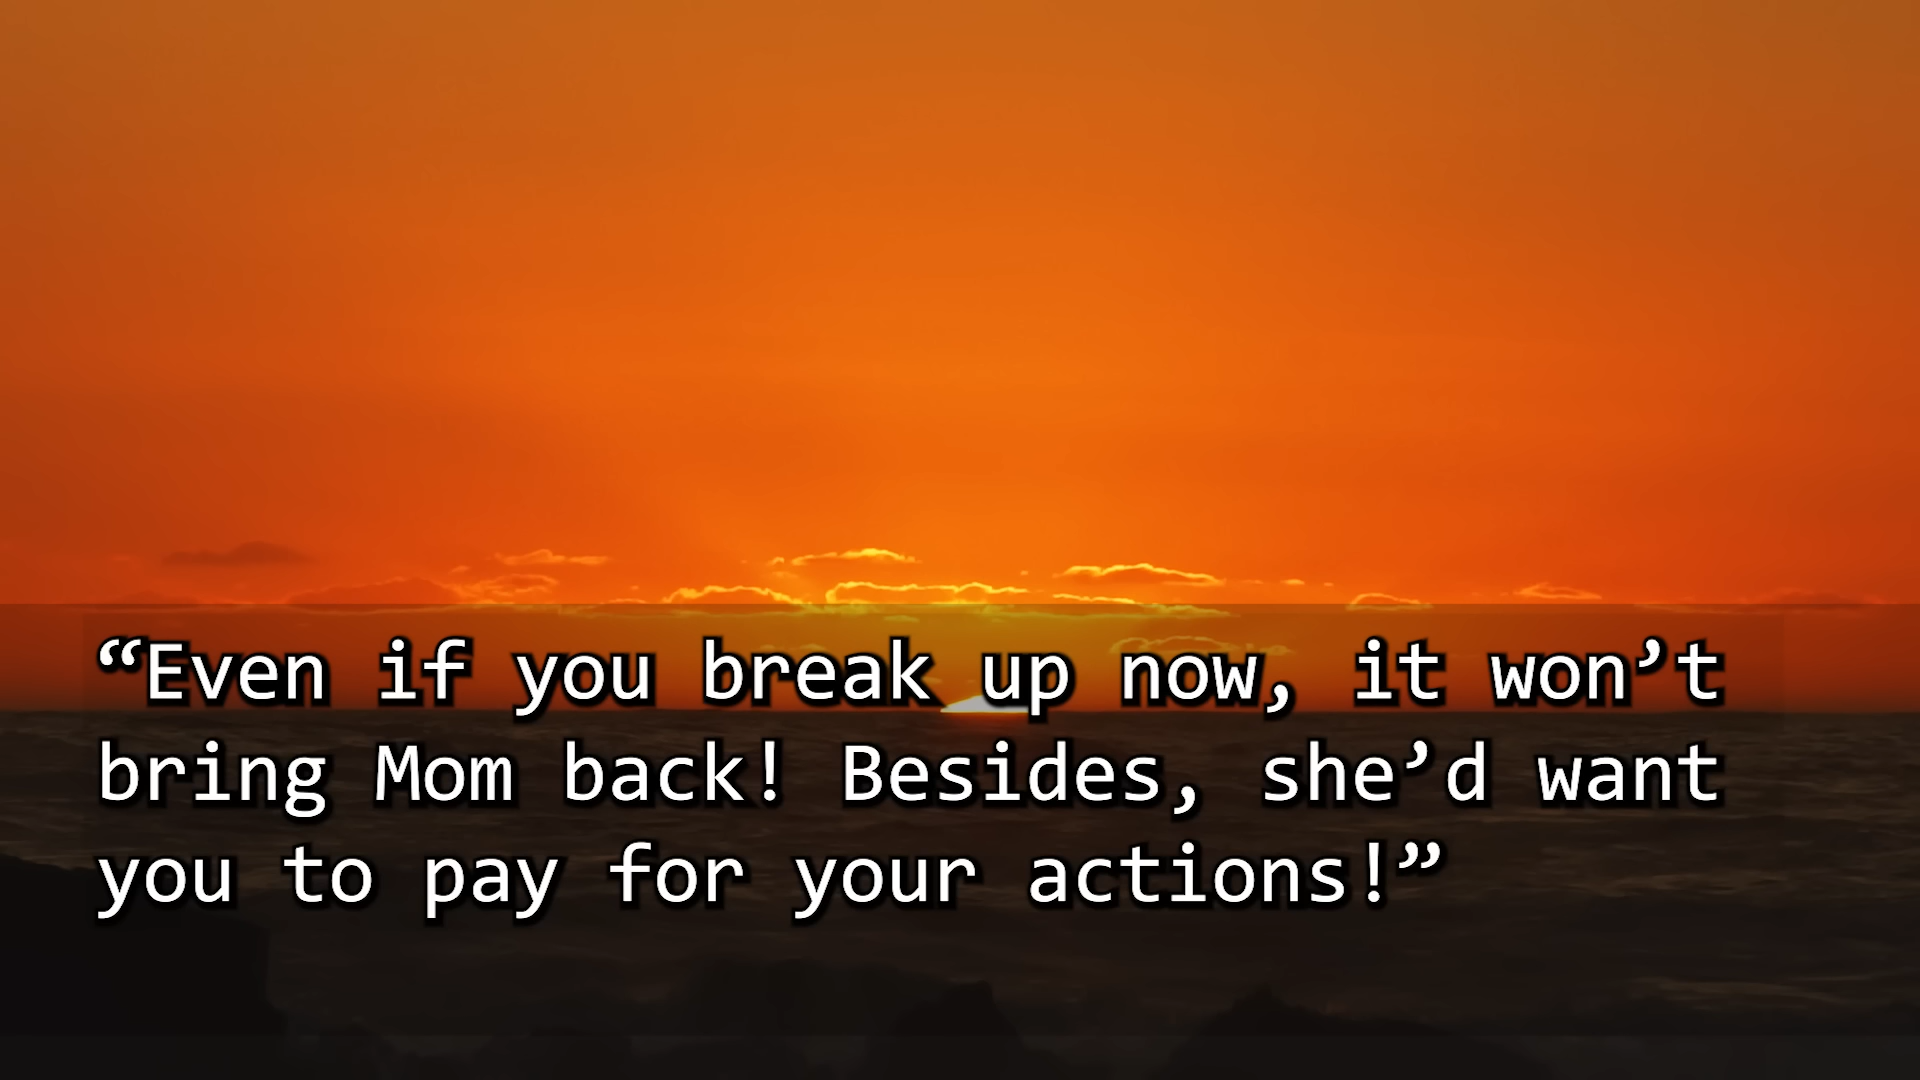 “Even if you break up now, it won’t
bring Mom back! Besides, she’d want
you to pay for your actions!”